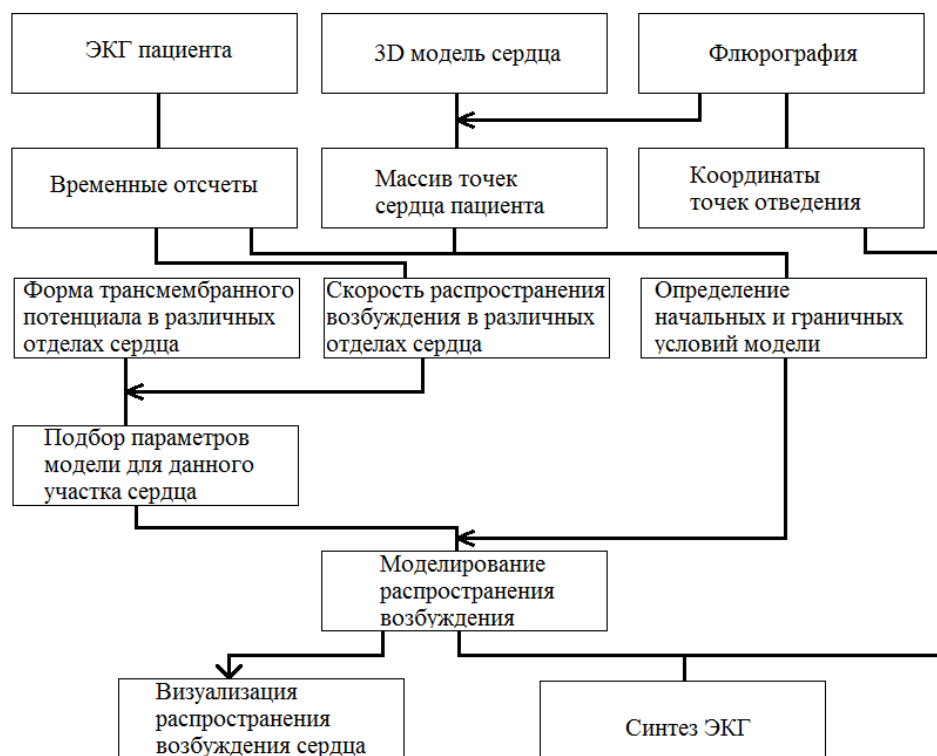 ЭКГ пациента
3D модель сердца
Флюрография
Временные отсчеты
Массив точек
сердца пациента
Координаты
точек отведения
Форма трансмембранного
потенциала в различных
отделах сердца
Скорость распространения
возбуждения в различных
отделах сердца
Определение
начальных и граничных
условий модели
Подбор параметров
модели для данного
участка сердца
Моделирование
распространения
возбуждения
Визуализация
распространения
возбуждения сердца
Синтез ЭКГ